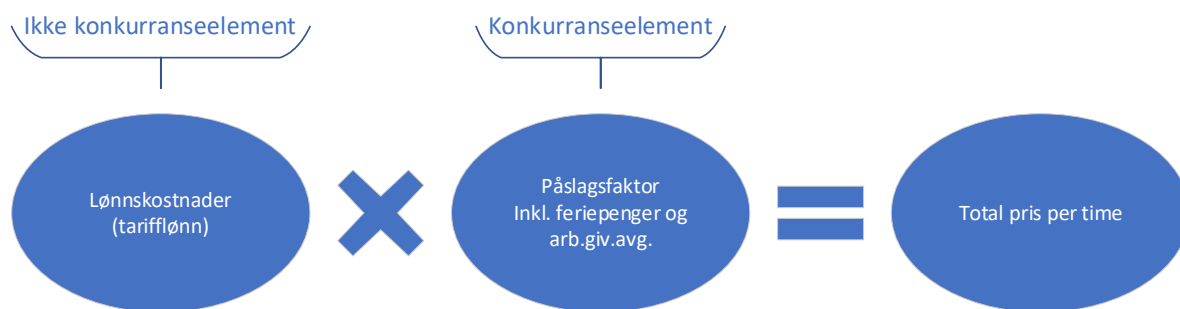 Ikke konkurranseelement
Konkurranseelement
Lønnskostnader
(tarifflønn)
Påslagsfaktor
Inkl. feriepenger og
arb.giv.avg.
Total pris per time